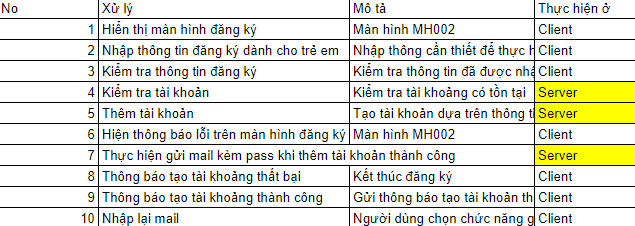 No Xử lý Mô tả Thực hiện ở
1 Hiển thị màn hình đăng ký Màn hình MH002 Client
2 Nhập thông tin đăng ký dành cho trẻ em Nhập thông cần thiết để thực Client
3 Kiểm tra thông tin đăng ký Kiểm tra thông tin đã được Client
4 Kiểm tra tài khoản Kiểm tra tài khoảng có tồn tại Server
5 Thêm tài khoản Tạo tài khoản dựa trên thông Server
6 Hiện thông báo lỗi trên màn hình đăng ký Màn hình MH002 Client
7 Thực hiện gửi mail kèm pass khi thêm tài khoản thành công Server
8 Thông báo tạo tài khoảng thất bại Kết thúc đăng ký Client
9 Thông báo tạo tài khoảng thành công Gửi thông báo tạo tài khoản Client
10 Nhập lại mail Người dùng chọn chức năng Client